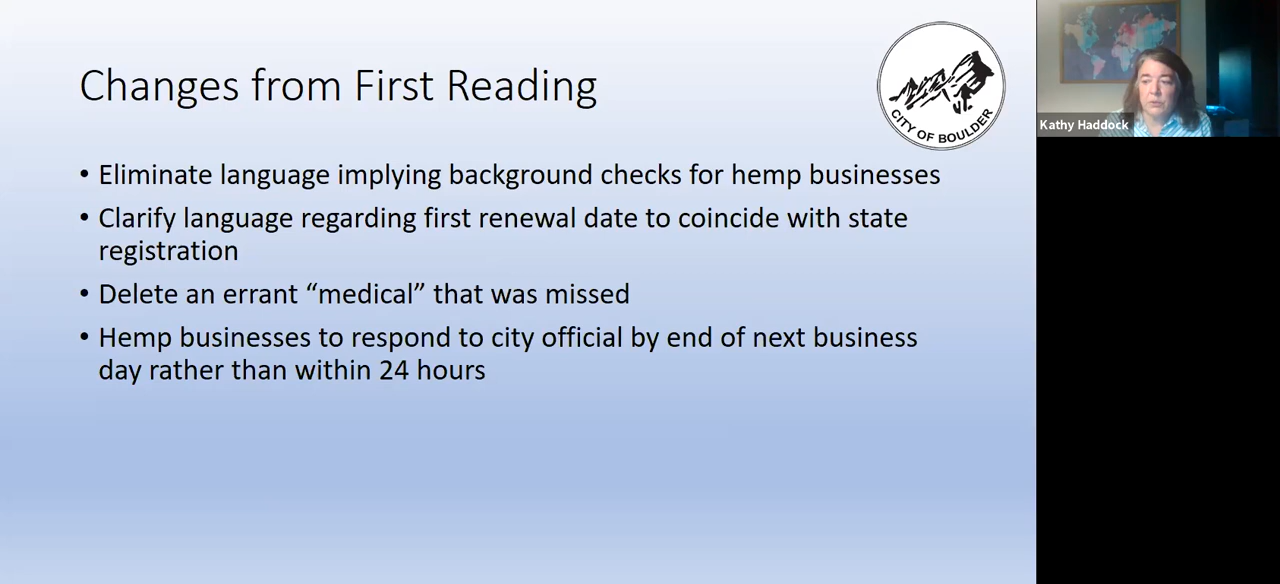 Changes from First Reading
CITY OF BOULDER
Kathy Haddock
• Eliminate language implying background checks for hemp businesses
• Clarify language regarding first renewal date to coincide with state
registration
• Delete an errant “medical” that was missed
• Hemp businesses to respond to city official by end of next business
day rather than within 24 hours